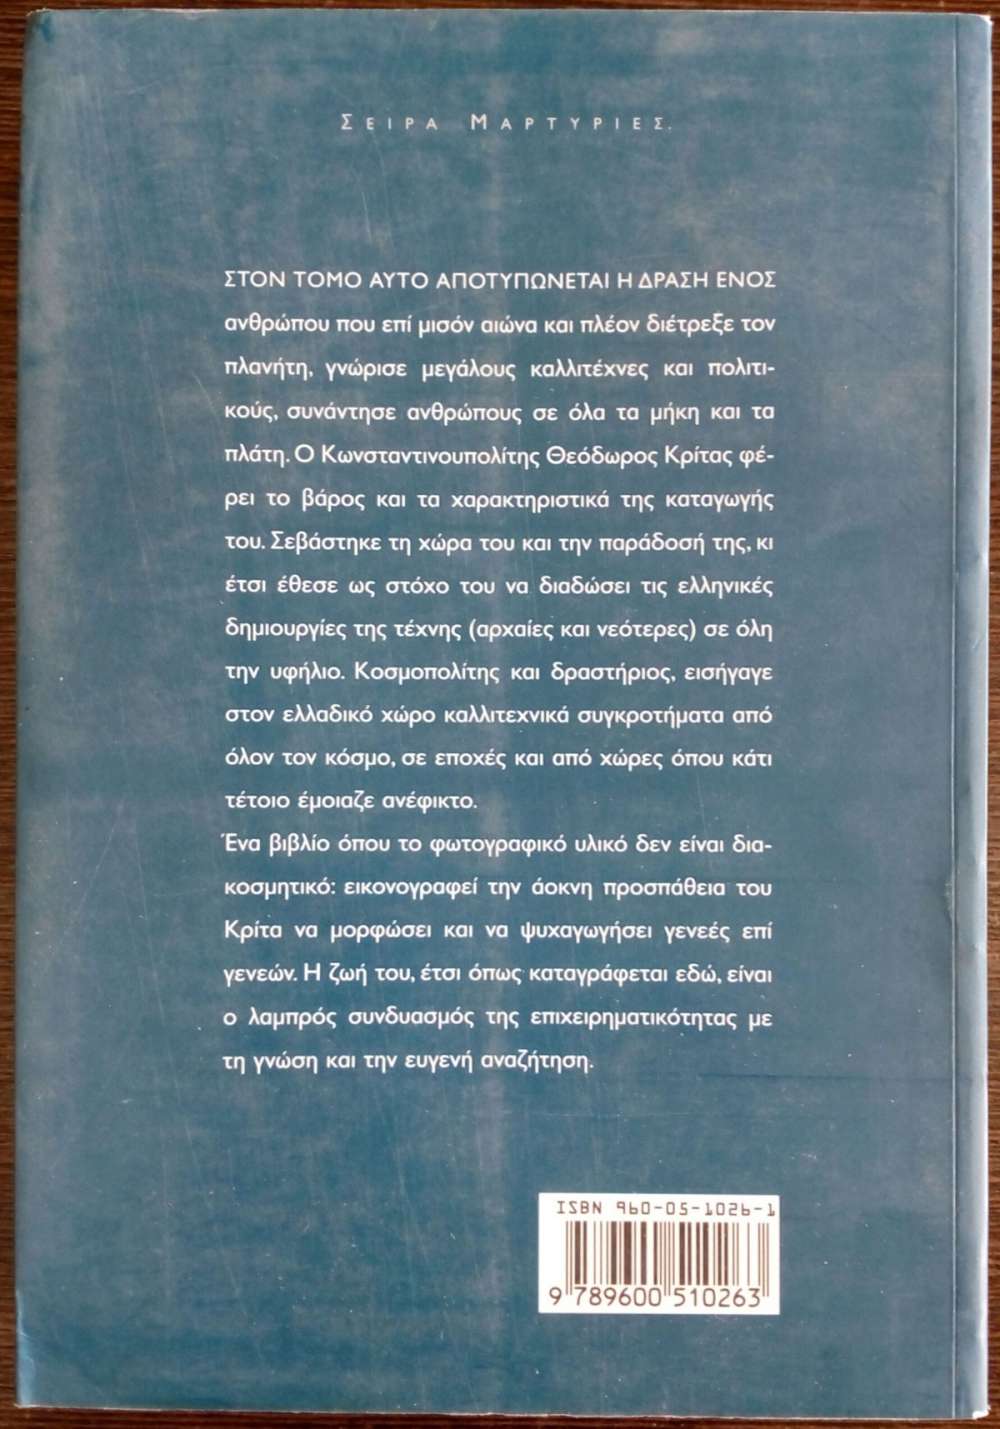 ΣΕΙΡΑ ΜΑΡΤΥΡΙΕΣ.
ΣΤΟΝ ΤΟΜΟ ΑΥΤΟ ΑΠΟΤΥΠΩΝΕΤΑΙ Η ΔΡΑΣΗ ΕΝΟΣ
ανθρώπου που επί μισόν αιώνα και πλέον διέτρεξε τον
πλανήτη, γνώρισε μεγάλους καλλιτέχνες και πολιτι-
κούς, συνάντησε ανθρώπους σε όλα τα μήκη και τα
πλάτη. Ο Κωνσταντινουπολίτης Θεόδωρος Κρίτας φέ-
ρει το βάρος και τα χαρακτηριστικά της καταγωγής
του. Σεβάστηκε τη χώρα του και την παράδοσή της, κι
έτσι έθεσε ως στόχο του να διαδώσει τις ελληνικές
δημιουργίες της τέχνης (αρχαίες και νεότερες) σε όλη
την υφήλιο. Κοσμοπολίτης και δραστήριος, εισήγαγε
στον ελλαδικό χώρο καλλιτεχνικά συγκροτήματα από
όλον τον κόσμο, σε εποχές και από χώρες όπου κάτι
τέτοιο έμοιαζε ανέφικτο.
Ένα βιβλίο όπου το φωτογραφικό υλικό δεν είναι δια-
κοσμητικό: εικονογραφεί την άοκνη προσπάθεια του
Κρίτα να μορφώσει και να ψυχαγωγήσει γενεές επί
γενεών. Η ζωή του, έτσι όπως καταγράφεται εδώ, είναι
ο λαμπρός συνδυασμός της επιχειρηματικότητας με
τη γνώση και την ευγενή αναζήτηση.
ISBN 960-05-1026-1
9 789600 510263